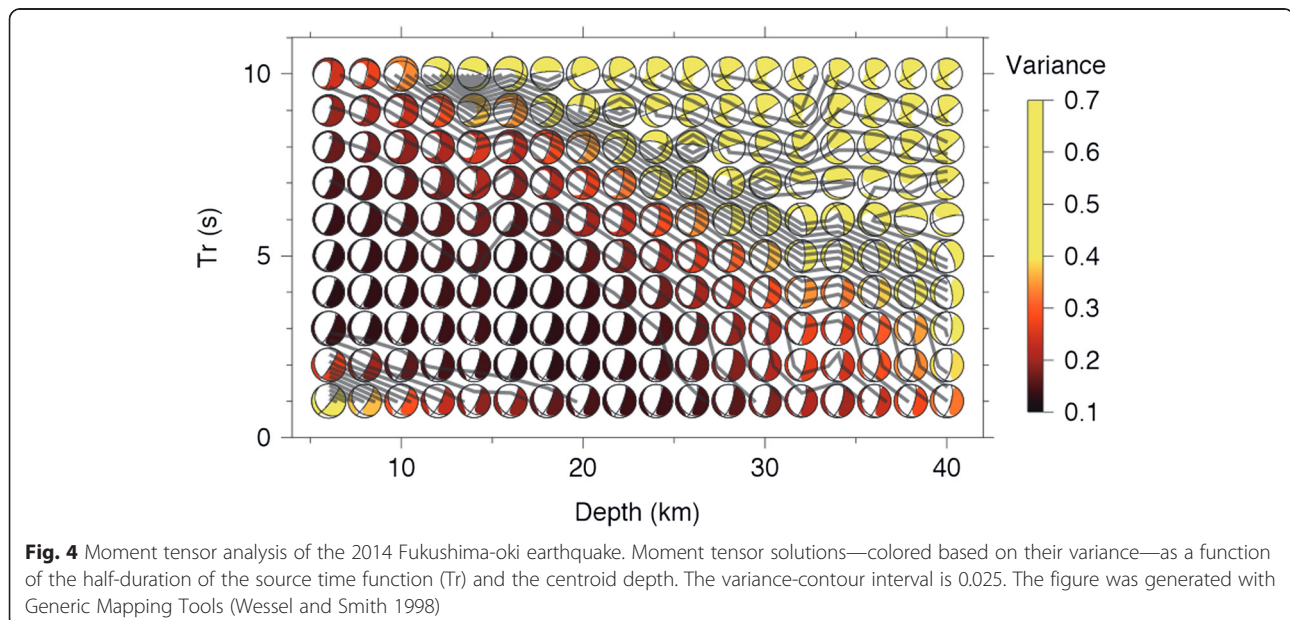 Variance
0.7
0.6
0.5
0.4
0.3
0.2
0.1
10
5
0
Tr (s)
10 20 30 40
Depth (km)
Fig. 4 Moment tensor analysis of the 2014 Fukushima-oki earthquake. Moment tensor solutions—colored based on their variance—as a function
of the half-duration of the source time function (Tr) and the centroid depth. The variance-contour interval is 0.025. The figure was generated with
Generic Mapping Tools (Wessel and Smith 1998)